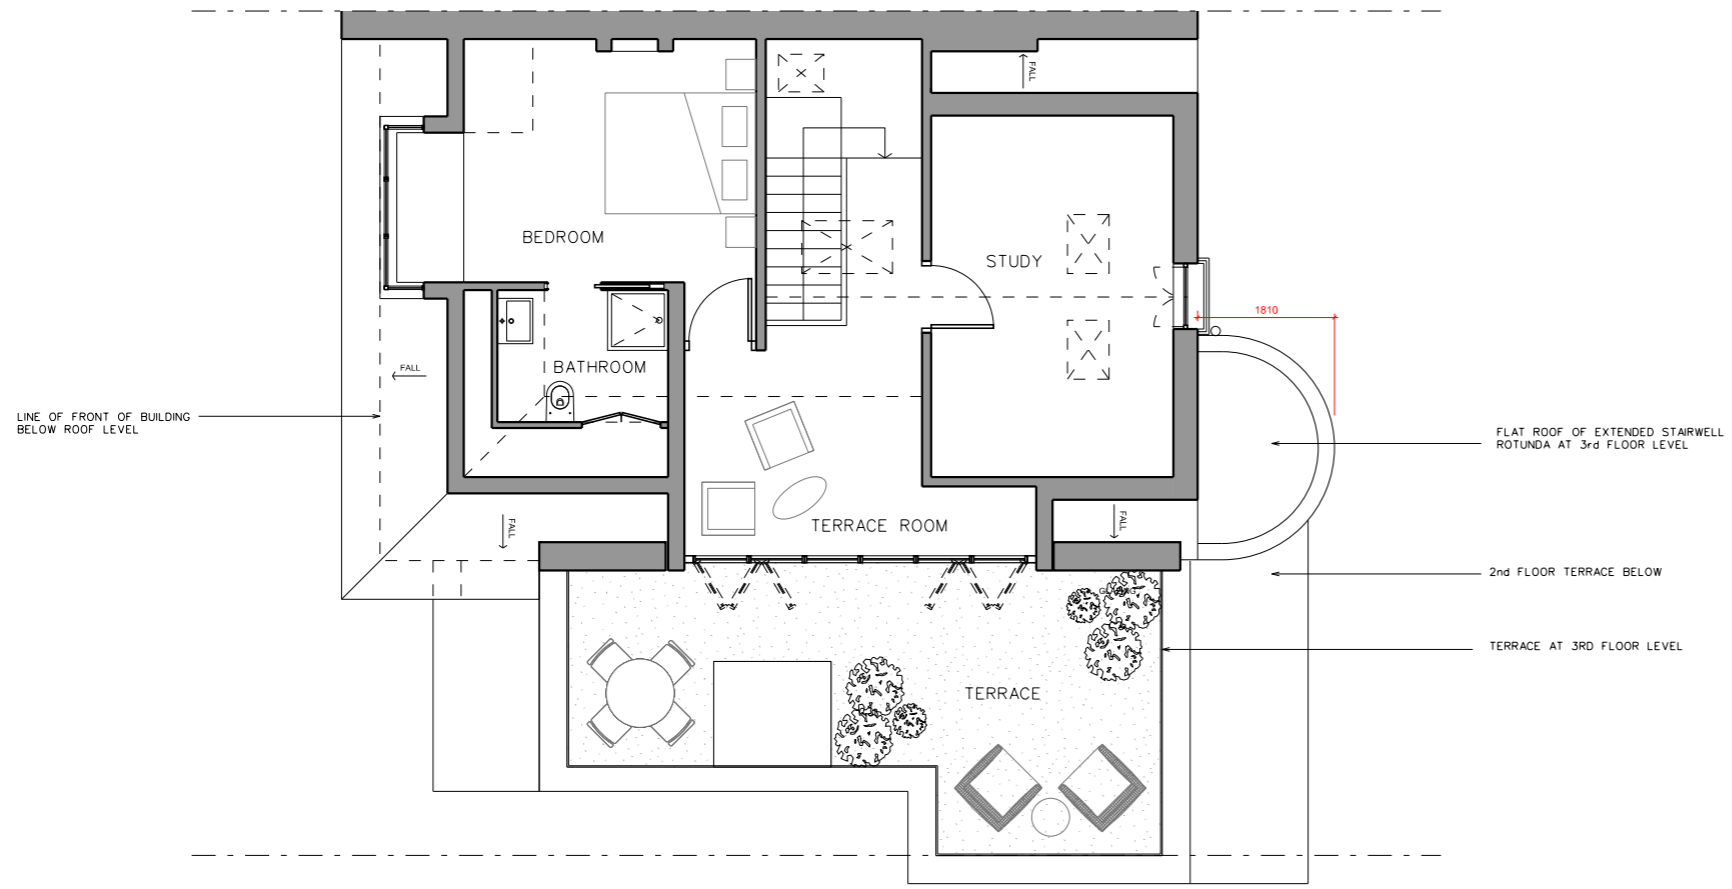 FALL
BEDROOM
STUDY
1810
BATHROOM
FALL
LINE OF FRONT OF BUILDING
BELOW ROOF LEVEL
FLAT ROOF OF EXTENDED STAIRWELL
ROTUNDA AT 3rd FLOOR LEVEL
TERRACE ROOM
FALL
FALL
2nd FLOOR TERRACE BELOW
TERRACE AT 3RD FLOOR LEVEL
TERRACE